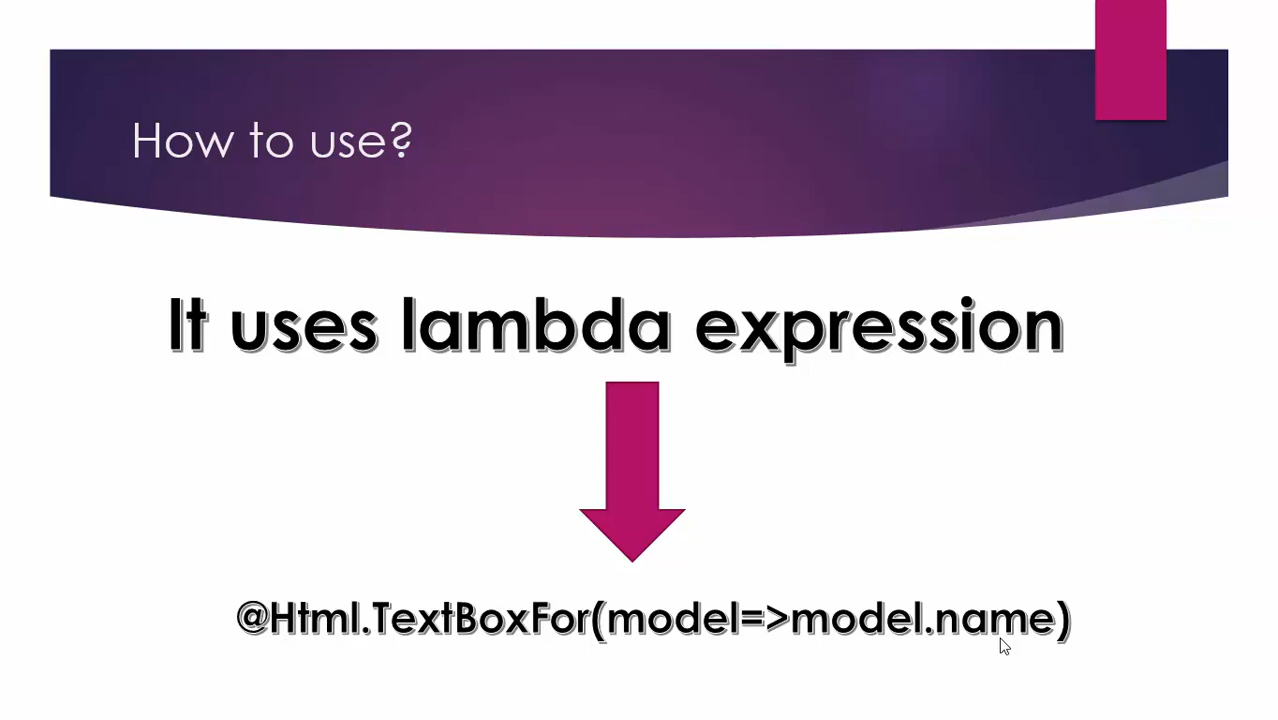 How to use?
It uses lambda expression
@Html.TextBoxFor(model=>model.name)